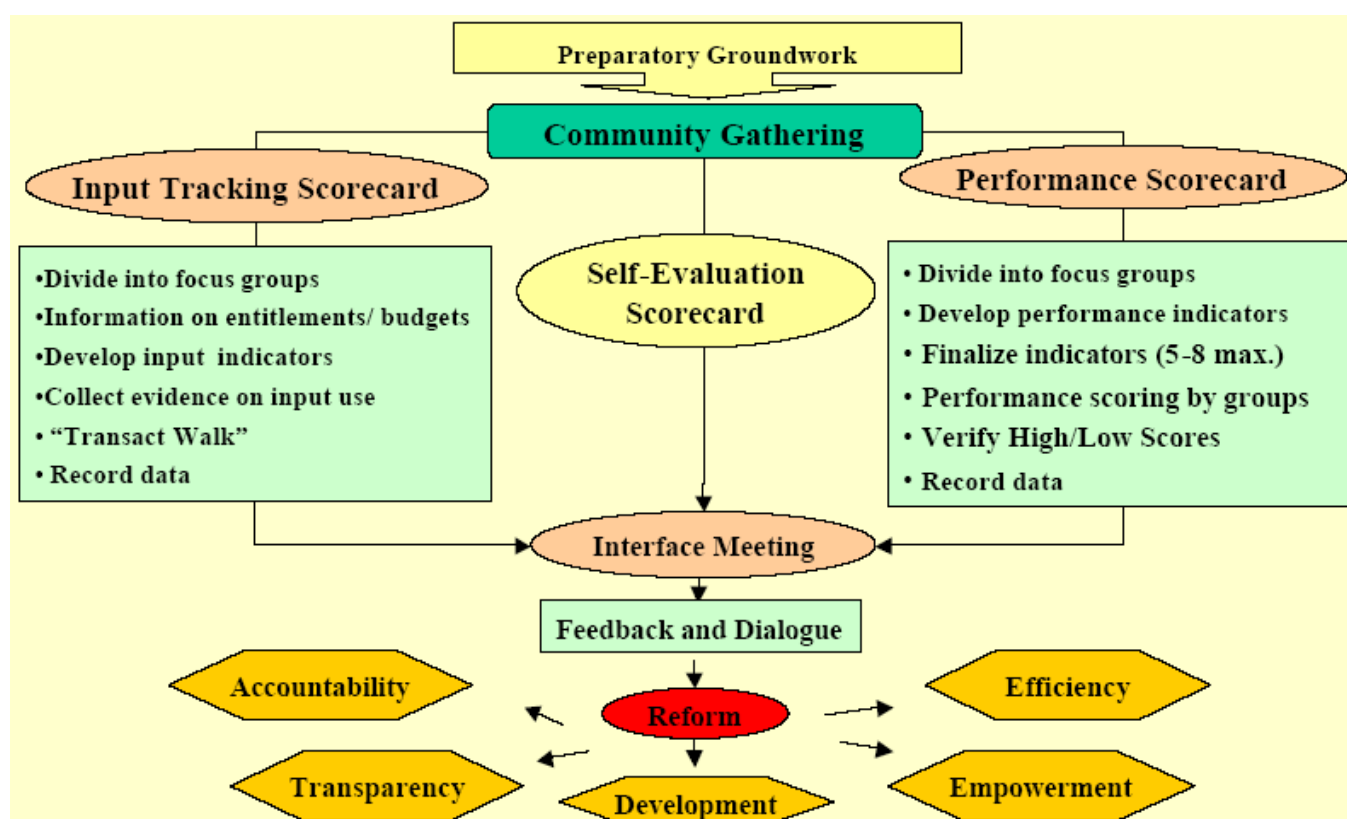 Preparatory Groundwork
Community Gathering
Input Tracking Scorecard
Performance Scorecard
Self-Evaluation
Scorecard
•Divide into focus groups
•Information on entitlements/ budgets
•Develop input indicators
•Collect evidence on input use
• “Transact Walk”
• Record data
• Divide into focus groups
• Develop performance indicators
• Finalize indicators (5-8 max.)
• Performance scoring by groups
• Verify High/Low Scores
• Record data
Interface Meeting
Feedback and Dialogue
Accountability
Reform
Efficiency
Transparency
Development
Empowerment